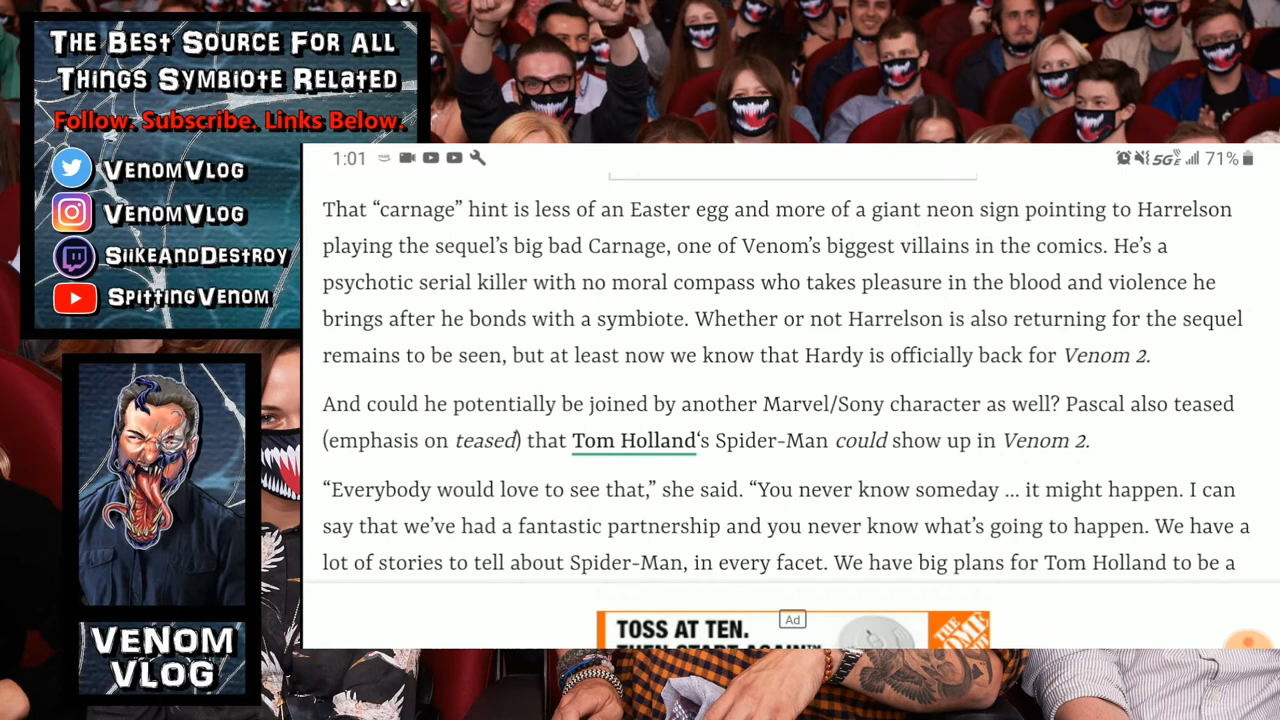 The Best Source For All
Things Symbiote Related
Follow. Subscribe. Links Below.
VenomVlog
VenomVlog
SiikeAndDestroy
SpittingVenom
VENOM
VLOG
1:01
5GE 71%
That “carnage” hint is less of an Easter egg and more of a giant neon sign pointing to Harrelson
playing the sequel’s big bad Carnage, one of Venom’s biggest villains in the comics. He’s a
psychotic serial killer with no moral compass who takes pleasure in the blood and violence he
brings after he bonds with a symbiote. Whether or not Harrelson is also returning for the sequel
remains to be seen, but at least now we know that Hardy is officially back for Venom 2.
And could he potentially be joined by another Marvel/Sony character as well? Pascal also teased
(emphasis on teased) that Tom Holland‘s Spider-Man could show up in Venom 2.
“Everybody would love to see that,” she said. “You never know someday … it might happen. I can
say that we’ve had a fantastic partnership and you never know what’s going to happen. We have a
lot of stories to tell about Spider-Man, in every facet. We have big plans for Tom Holland to be a
Ad
TOSS AT TEN.
THEN START AGAIN™
THE HOME